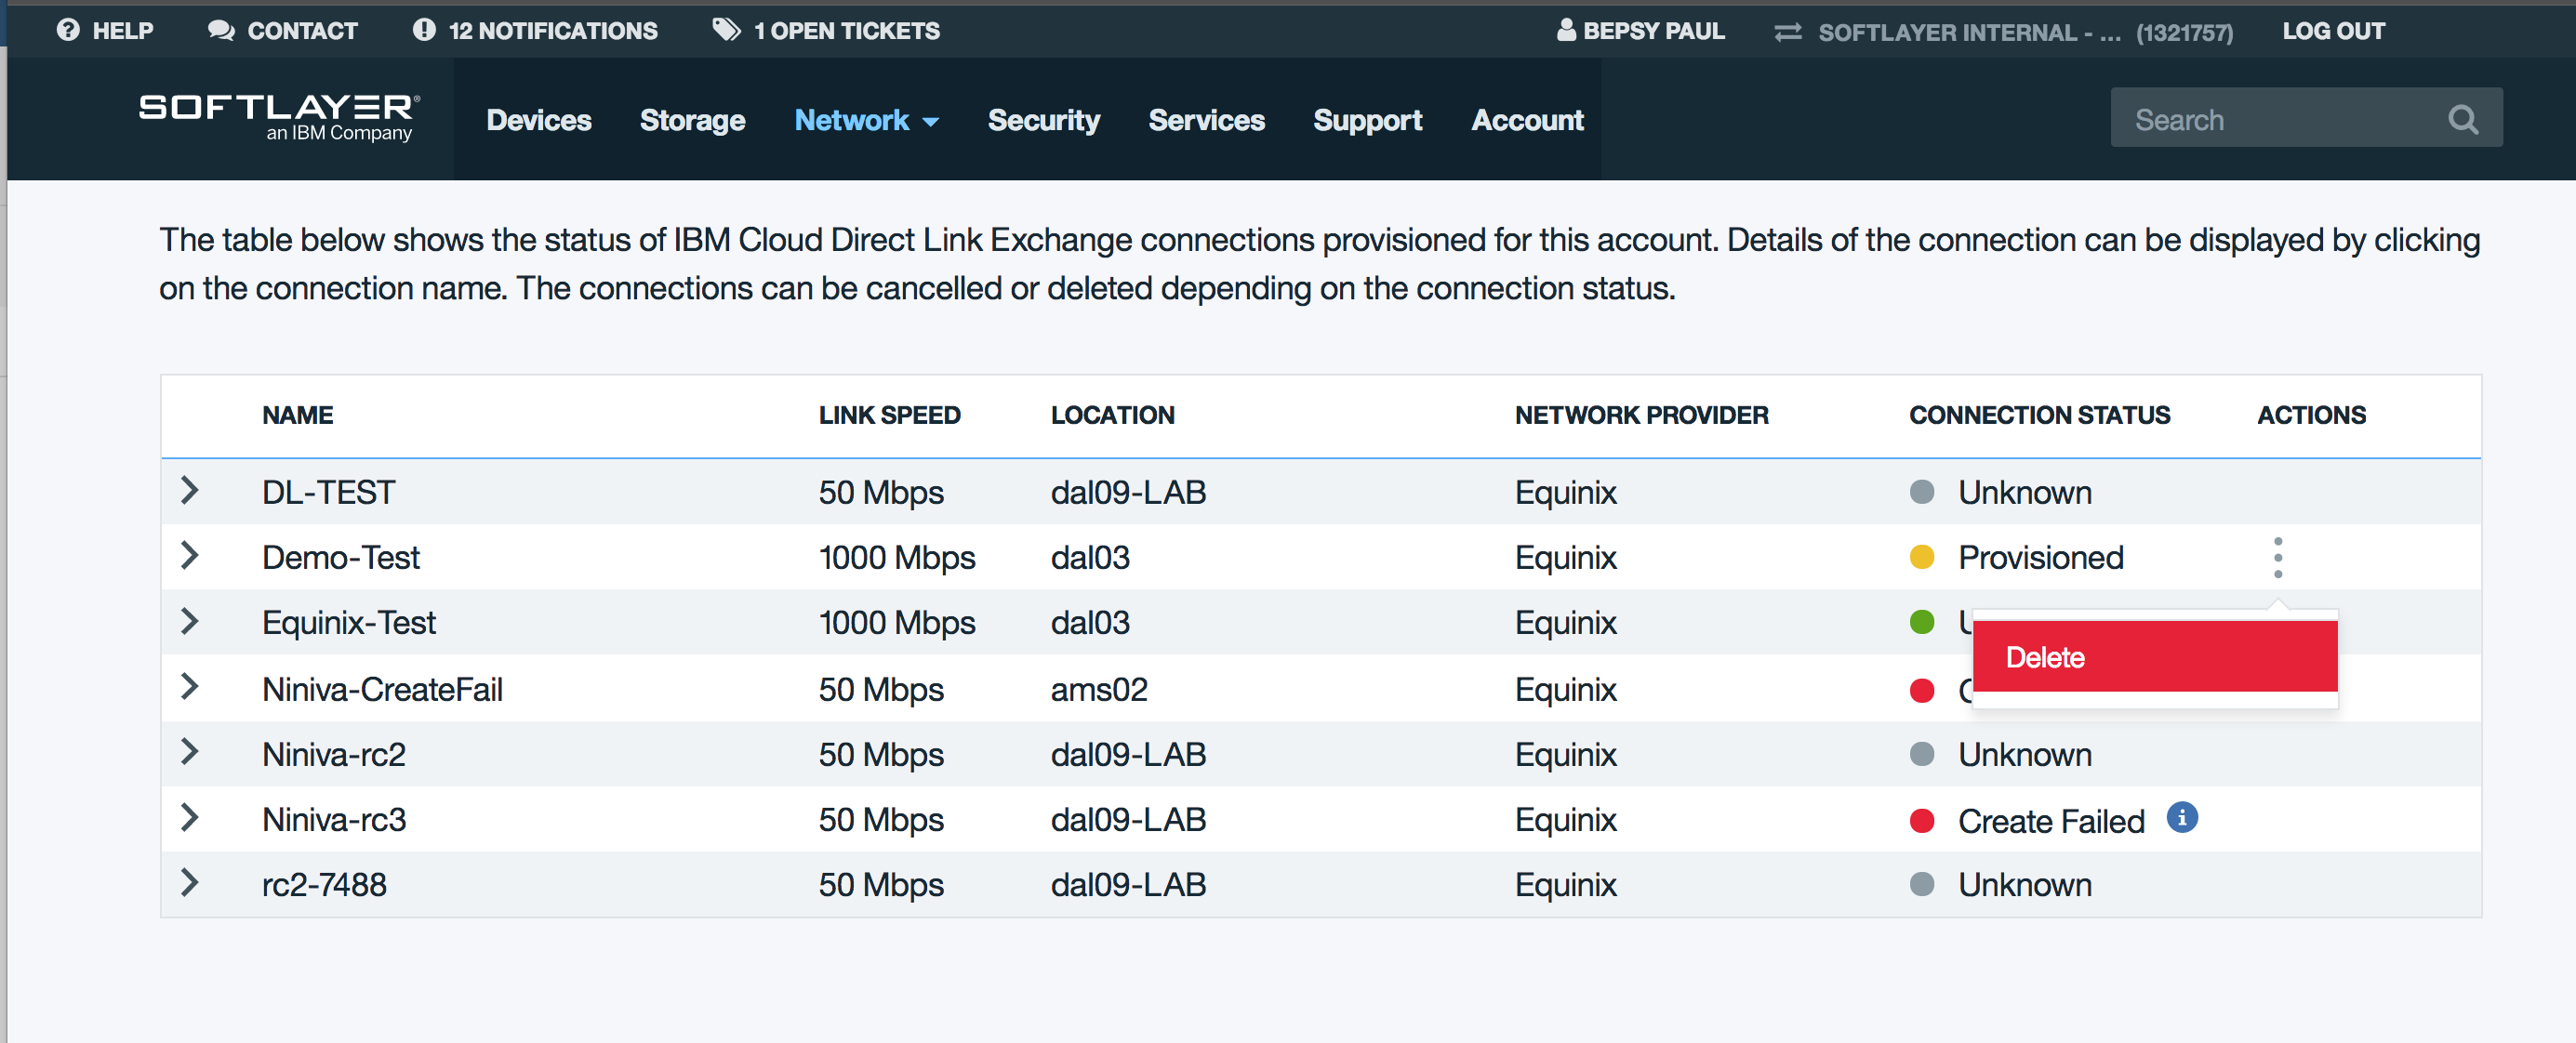 HELP CONTACT 12 NOTIFICATIONS 1 OPEN TICKETS BEPSY PAUL SOFTLAYER INTERNAL - ... (1321757) LOG OUT
SOFTLAYER®
an IBM Company
Devices Storage Network Security Services Support Account Search
The table below shows the status of IBM Cloud Direct Link Exchange connections provisioned for this account. Details of the connection can be displayed by clicking
on the connection name. The connections can be cancelled or deleted depending on the connection status.
NAME LINK SPEED LOCATION NETWORK PROVIDER CONNECTION STATUS ACTIONS
DL-TEST 50 Mbps dal09-LAB Equinix Unknown
Demo-Test 1000 Mbps dal03 Equinix Provisioned
Equinix-Test 1000 Mbps dal03 Equinix
Delete
Niniva-CreateFail 50 Mbps ams02 Equinix
Niniva-rc2 50 Mbps dal09-LAB Equinix Unknown
Niniva-rc3 50 Mbps dal09-LAB Equinix Create Failed
rc2-7488 50 Mbps dal09-LAB Equinix Unknown